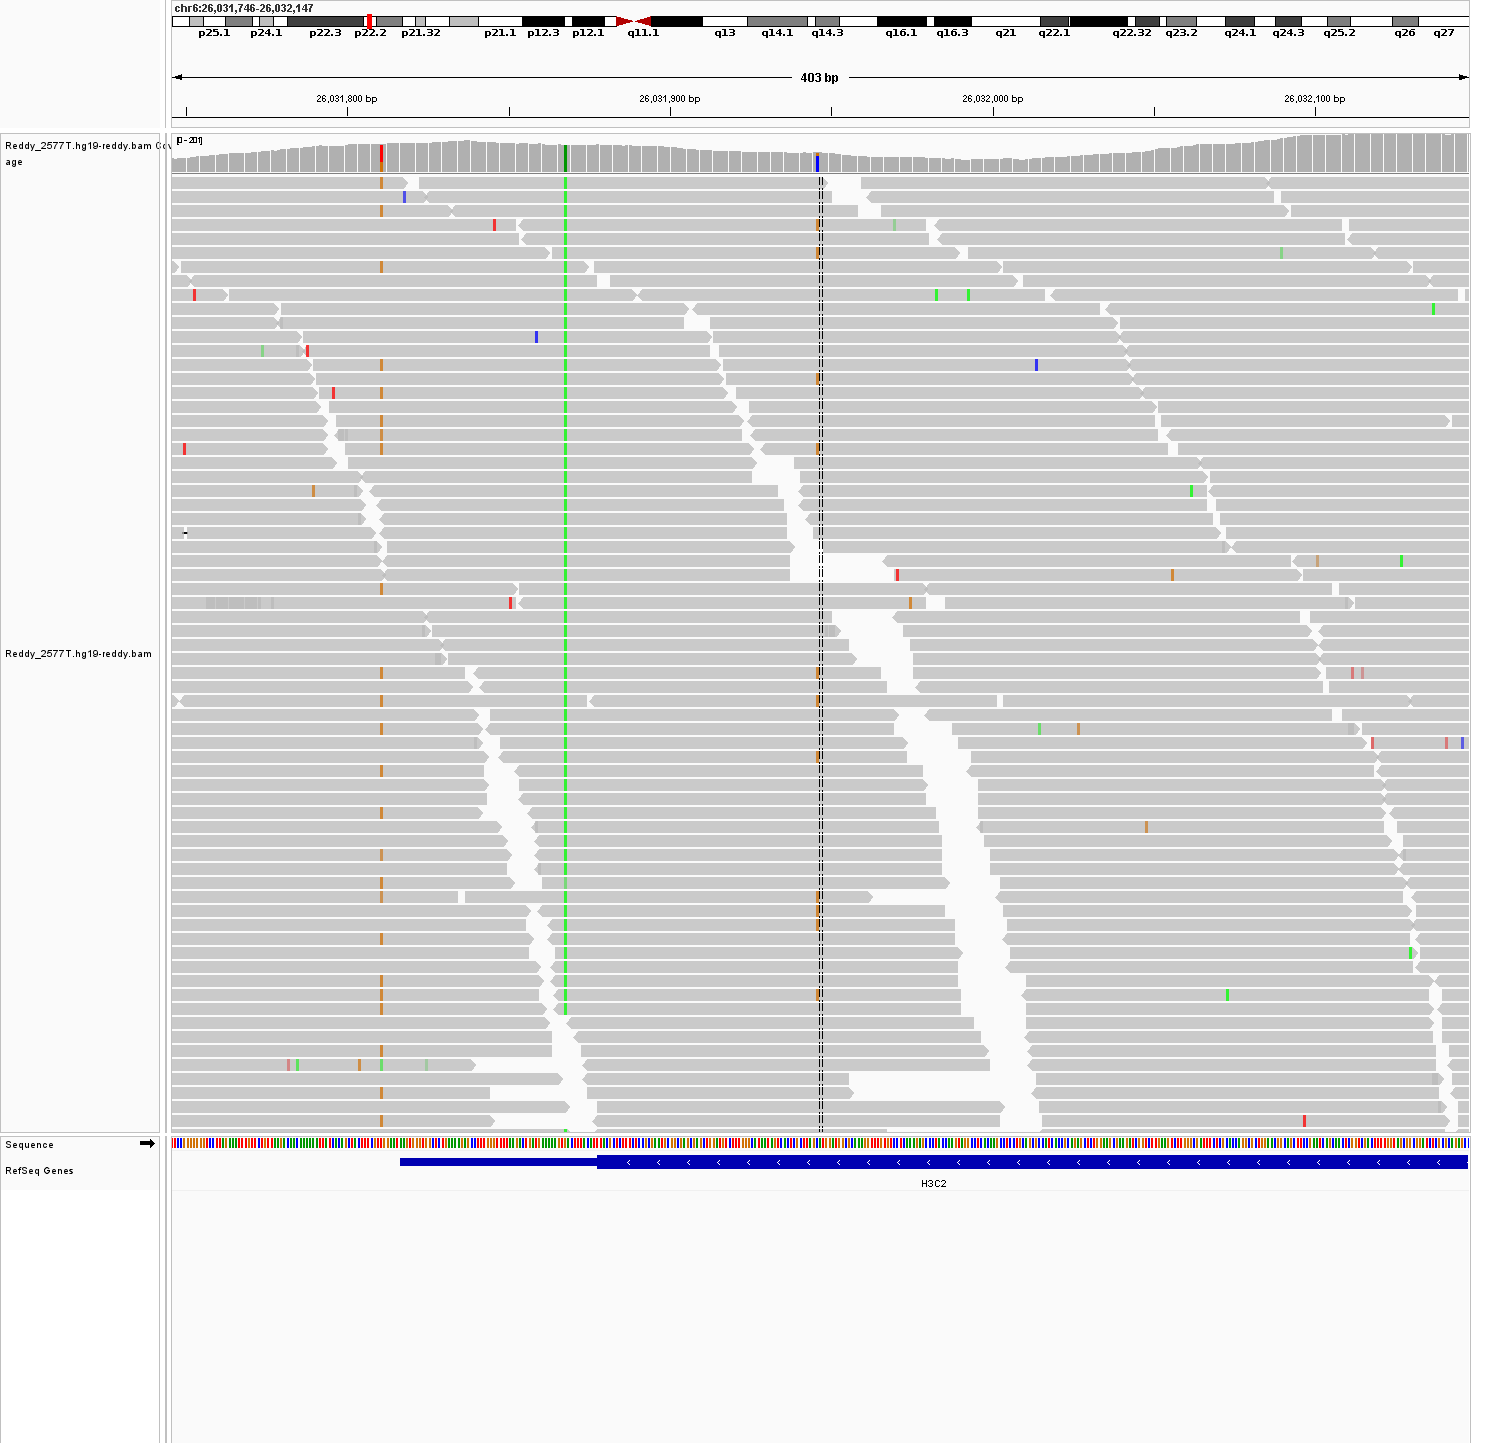 chr6:26,031,746-26,032,147
p25.1 p24.1 p22.3 p22.2 p21.32 p21.1 p12.3 p12.1 q11.1 q13 q14.1 q14.3 q16.1 q16.3 q21 q22.1 q22.32 q23.2 q24.1 q24.3 q25.2 q26 q27
403 bp
26,031,800 bp 26,031,900 bp 26,032,000 bp 26,032,100 bp
Reddy_2577T.hg19-reddy.bam Cov
age
[0 - 201]
Reddy_2577T.hg19-reddy.bam
Sequence
RefSeq Genes
H3C2